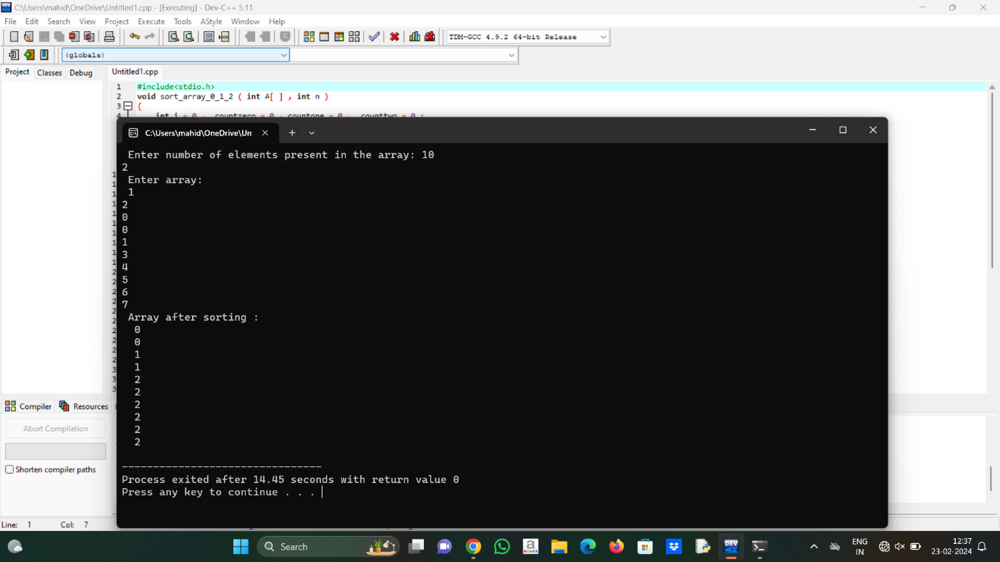 C:\Users\mahid\OneDrive\Untitled1.cpp - [Executing] - Dev-C++ 5.11
File Edit Search View Project Execute Tools AStyle Window Help
TDM-GCC 4.9.2 64-bit Release
(globals)
Project Classes Debug Untitled1.cpp
1 #include<stdio.h>
2 void sort_array_0_1_2 ( int A[ ] , int n )
3 {
4 int i = 0 , countzero = 0 , countone = 0 , counttwo = 0 ;
C:\Users\mahid\OneDrive\Un
Enter number of elements present in the array: 10
2
Enter array:
1
2
0
0
1
3
4
5
6
7
Array after sorting :
0
0
1
1
2
2
2
2
2
2
--------------------------------
Process exited after 14.45 seconds with return value 0
Press any key to continue . . .
Compiler Resources
Abort Compilation
Shorten compiler paths
Line: 1 Col: 7
Search
DEV
ENG
IN
12:37
23-02-2024